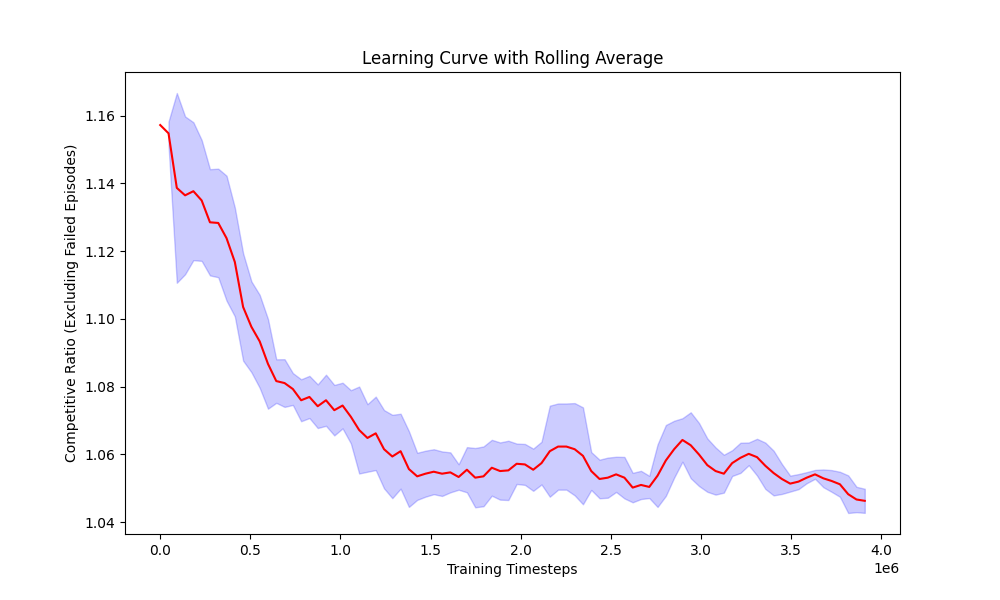 Learning Curve with Rolling Average
Competitive Ratio (Excluding Failed Episodes)
1.16
1.14
1.12
1.10
1.08
1.06
1.04
0.0 0.5 1.0 1.5 2.0 2.5 3.0 3.5 4.0
1e6
Training Timesteps